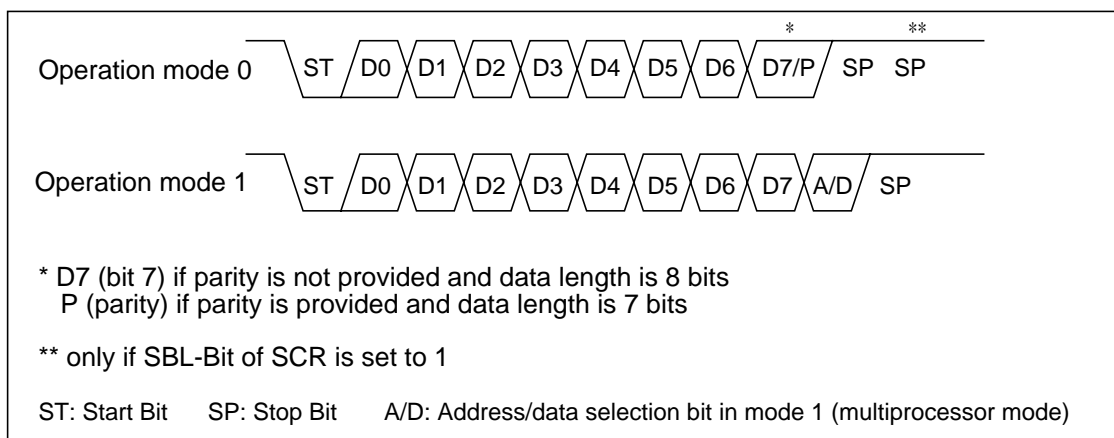 * **
Operation mode 0 ST D0 D1 D2 D3 D4 D5 D6 D7/P SP SP
Operation mode 1 ST D0 D1 D2 D3 D4 D5 D6 D7 A/D SP
* D7 (bit 7) if parity is not provided and data length is 8 bits
P (parity) if parity is provided and data length is 7 bits
** only if SBL-Bit of SCR is set to 1
ST: Start Bit SP: Stop Bit A/D: Address/data selection bit in mode 1 (multiprocessor mode)